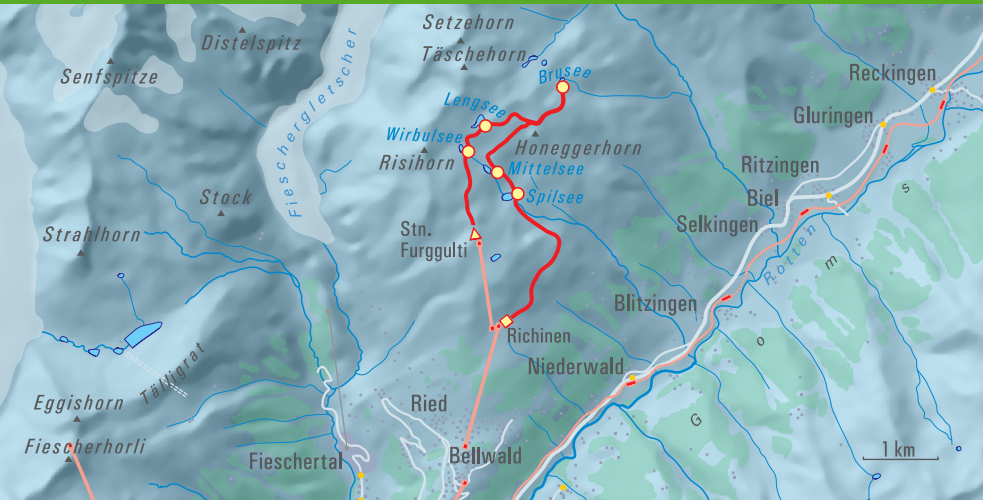 Setzehorn
Distelspitz
Täschehorn
Senfspitze
Brusee
Reckingen
Fieschergletscher
Lengsee
Gluringen
Wirbulsee
Honeggerhorn
Risihorn
Ritzingen
Mittelsee
Stock
Biel
Spilsee
Selkingen
Stn.
Furggulti
Strahlhorn
Rotten
Blitzingen
Richinen
Niederwald
Tälligrat
Goms
Eggishorn
Ried
Fiescherhorli
Fieschertal
Bellwald
1 km